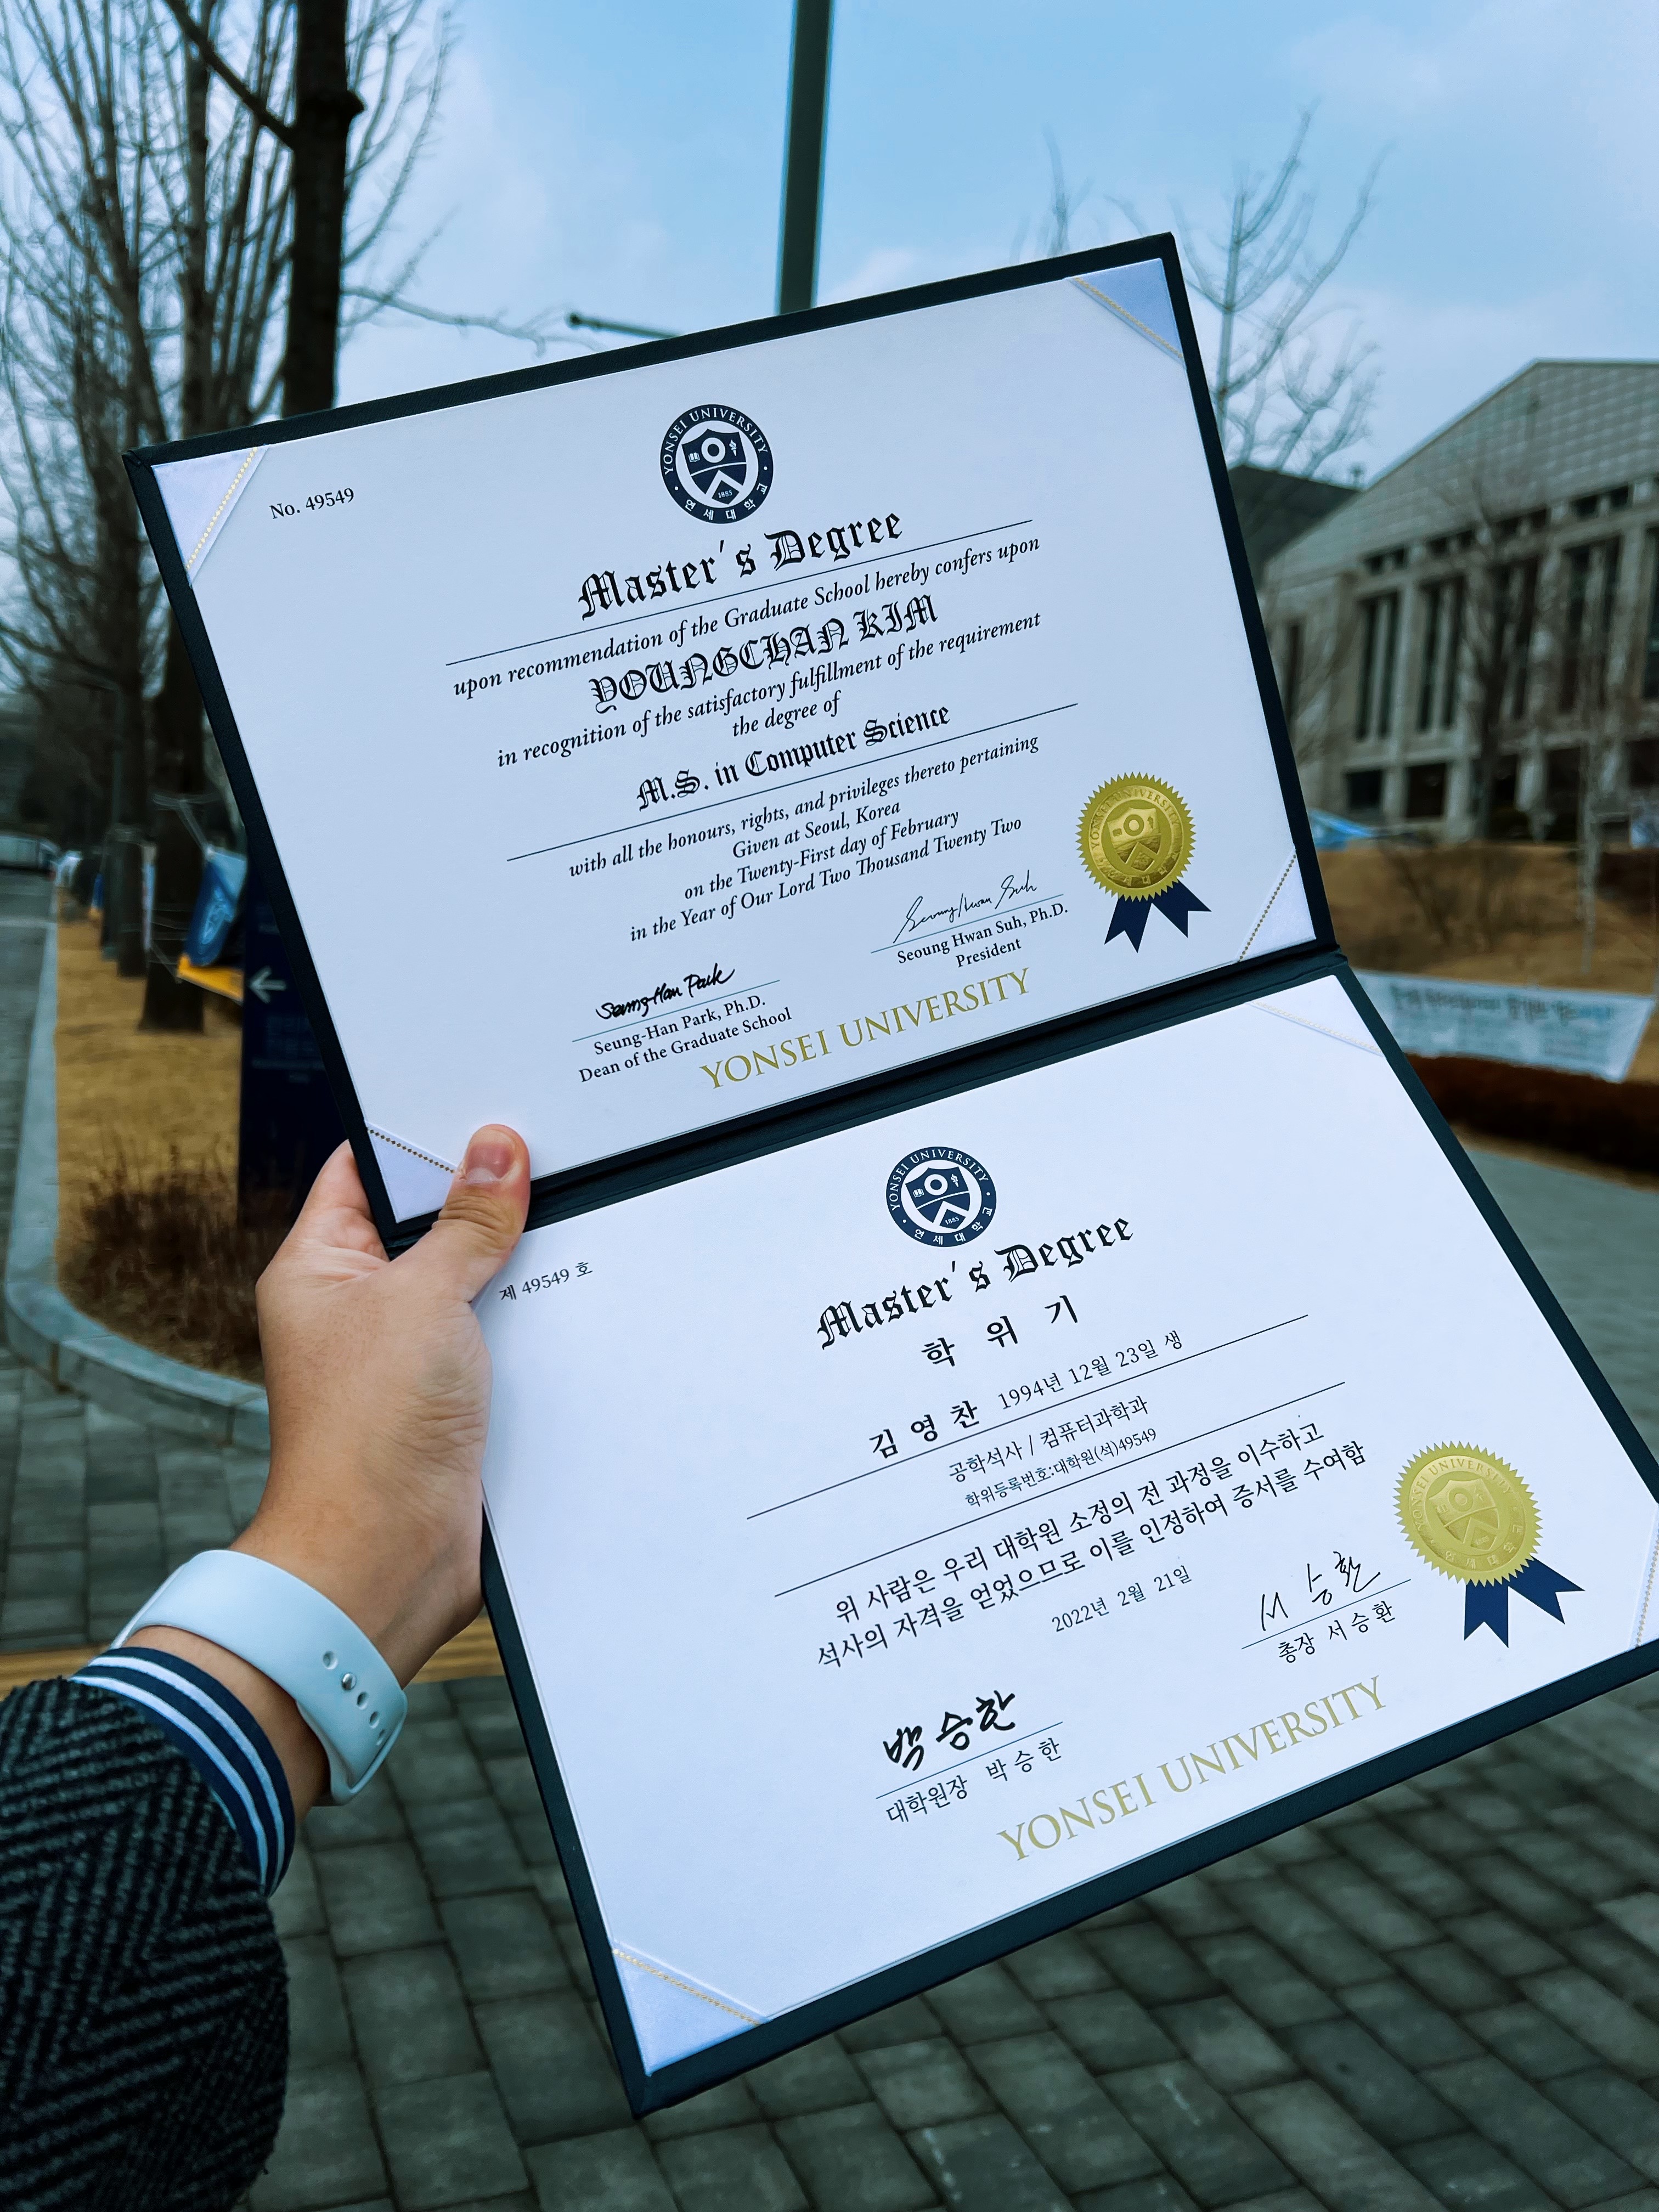 YONSEI UNIVERSITY
1885
연세대학교
No. 49549
Master's Degree
upon recommendation of the Graduate School hereby confers upon
YOUNGCHAN KIM
in recognition of the satisfactory fulfillment of the requirement
the degree of
M.S. in Computer Science
with all the honours, rights, and privileges thereto pertaining
Given at Seoul, Korea
on the Twenty-First day of February
in the Year of Our Lord Two Thousand Twenty Two
Seoung Hwan Suh
Seoung Hwan Suh, Ph.D.
President
Seung-Han Park
Seung-Han Park, Ph.D.
Dean of the Graduate School
YONSEI UNIVERSITY
YONSEI UNIVERSITY
YONSEI UNIVERSITY
1885
연세대학교
제 49549 호
Master's Degree
학위기
김영찬 1994년 12월 23일 생
공학석사 / 컴퓨터과학과
학위등록번호:대학원(석)49549
위 사람은 우리 대학원 소정의 전 과정을 이수하고
석사의 자격을 얻었으므로 이를 인정하여 증서를 수여함
2022년 2월 21일
서승환
총장 서승환
박승한
대학원장 박승한
YONSEI UNIVERSITY
YONSEI UNIVERSITY
연세대학교